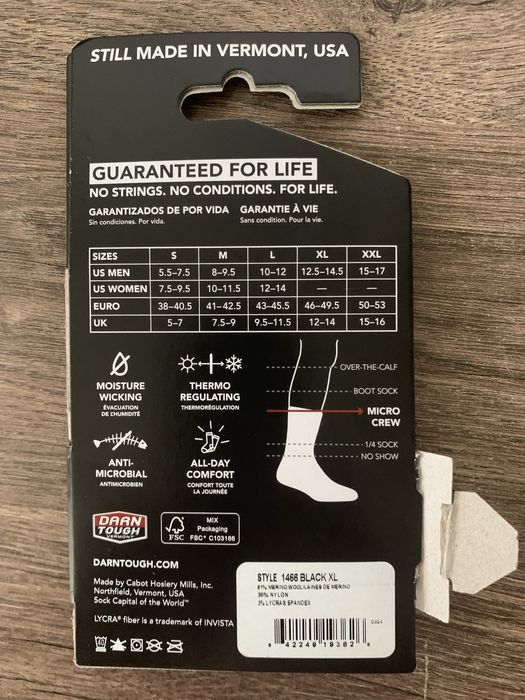 STILL MADE IN VERMONT, USA
GUARANTEED FOR LIFE
NO STRINGS. NO CONDITIONS. FOR LIFE.
GARANTIZADOS DE POR VIDA GARANTIE À VIE
Sin condiciones. Por vida. Sans condition. Pour la vie.
SIZES S M L XL XXL
US MEN 5.5–7.5 8–9.5 10–12 12.5–14.5 15–17
US WOMEN 7.5–9.5 10–11.5 12–14 — —
EURO 38–40.5 41–42.5 43–45.5 46–49.5 50–53
UK 5–7 7.5–9 9.5–11.5 12–14 15–16
MOISTURE
WICKING
ÉVACUATION
DE L'HUMIDITÉ
THERMO
REGULATING
THERMORÉGULATION
ANTI-
MICROBIAL
ANTIMICROBIEN
ALL-DAY
COMFORT
CONFORT TOUTE
LA JOURNÉE
OVER-THE-CALF
BOOT SOCK
MICRO
CREW
1/4 SOCK
NO SHOW
DARN
TOUGH
VERMONT
FSC
MIX
Packaging
FSC® C103166
DARNTOUGH.COM
Made by Cabot Hosiery Mills, Inc.
Northfield, Vermont, USA
Sock Capital of the World™
LYCRA® fiber is a trademark of INVISTA
40
STYLE 1466 BLACK XL
61% MERINO WOOL/LAINES DE MERINO
36% NYLON
3% LYCRA® SPANDEX